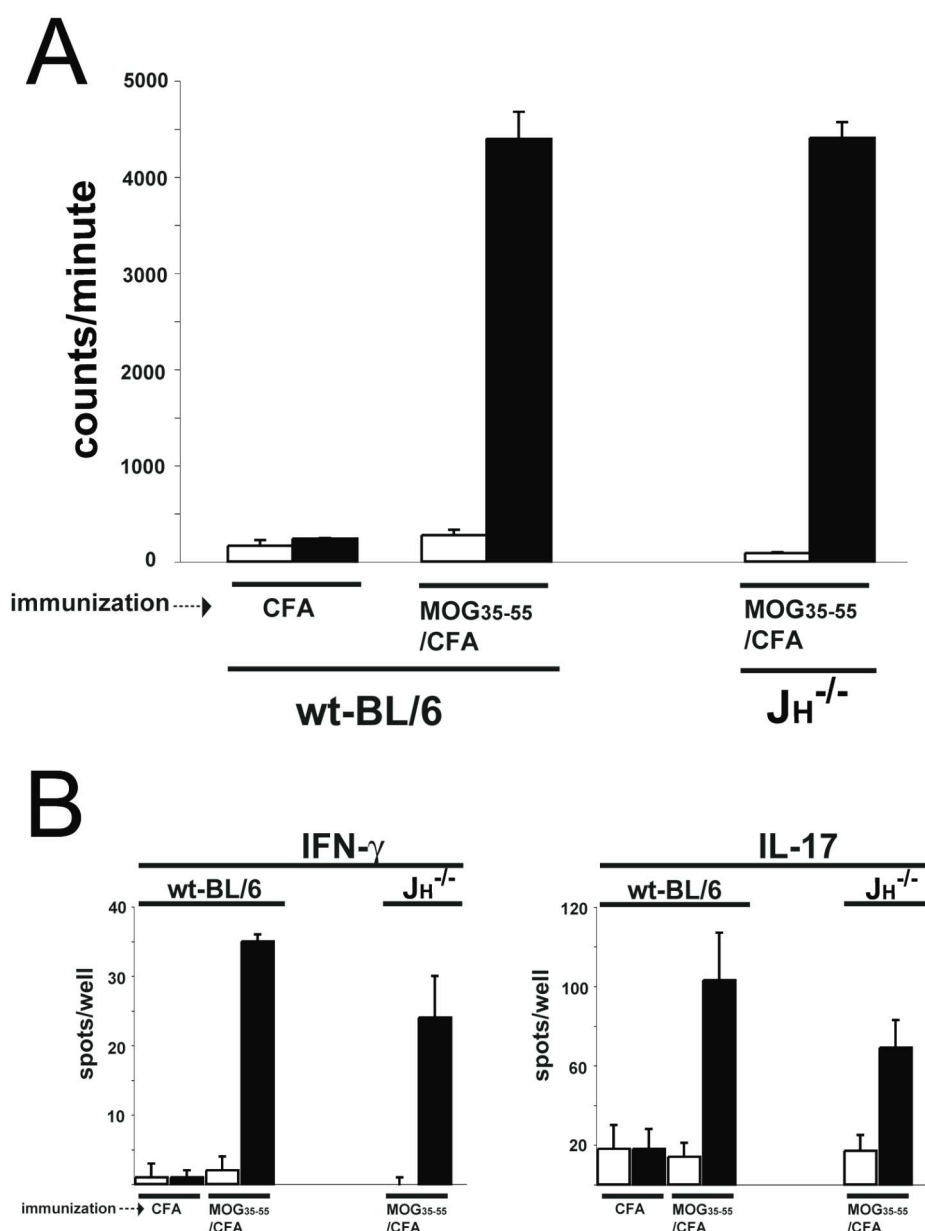 A
5000
4000
3000
2000
1000
0
counts/minute
immunization
CFA
MOG35-55
/CFA
MOG35-55
/CFA
wt-BL/6
JH-/-
B
IFN-γ
wt-BL/6
JH-/-
40
30
20
10
spots/well
immunization
CFA
MOG35-55
/CFA
MOG35-55
/CFA
IL-17
wt-BL/6
JH-/-
120
100
60
20
spots/well
CFA
MOG35-55
/CFA
MOG35-55
/CFA